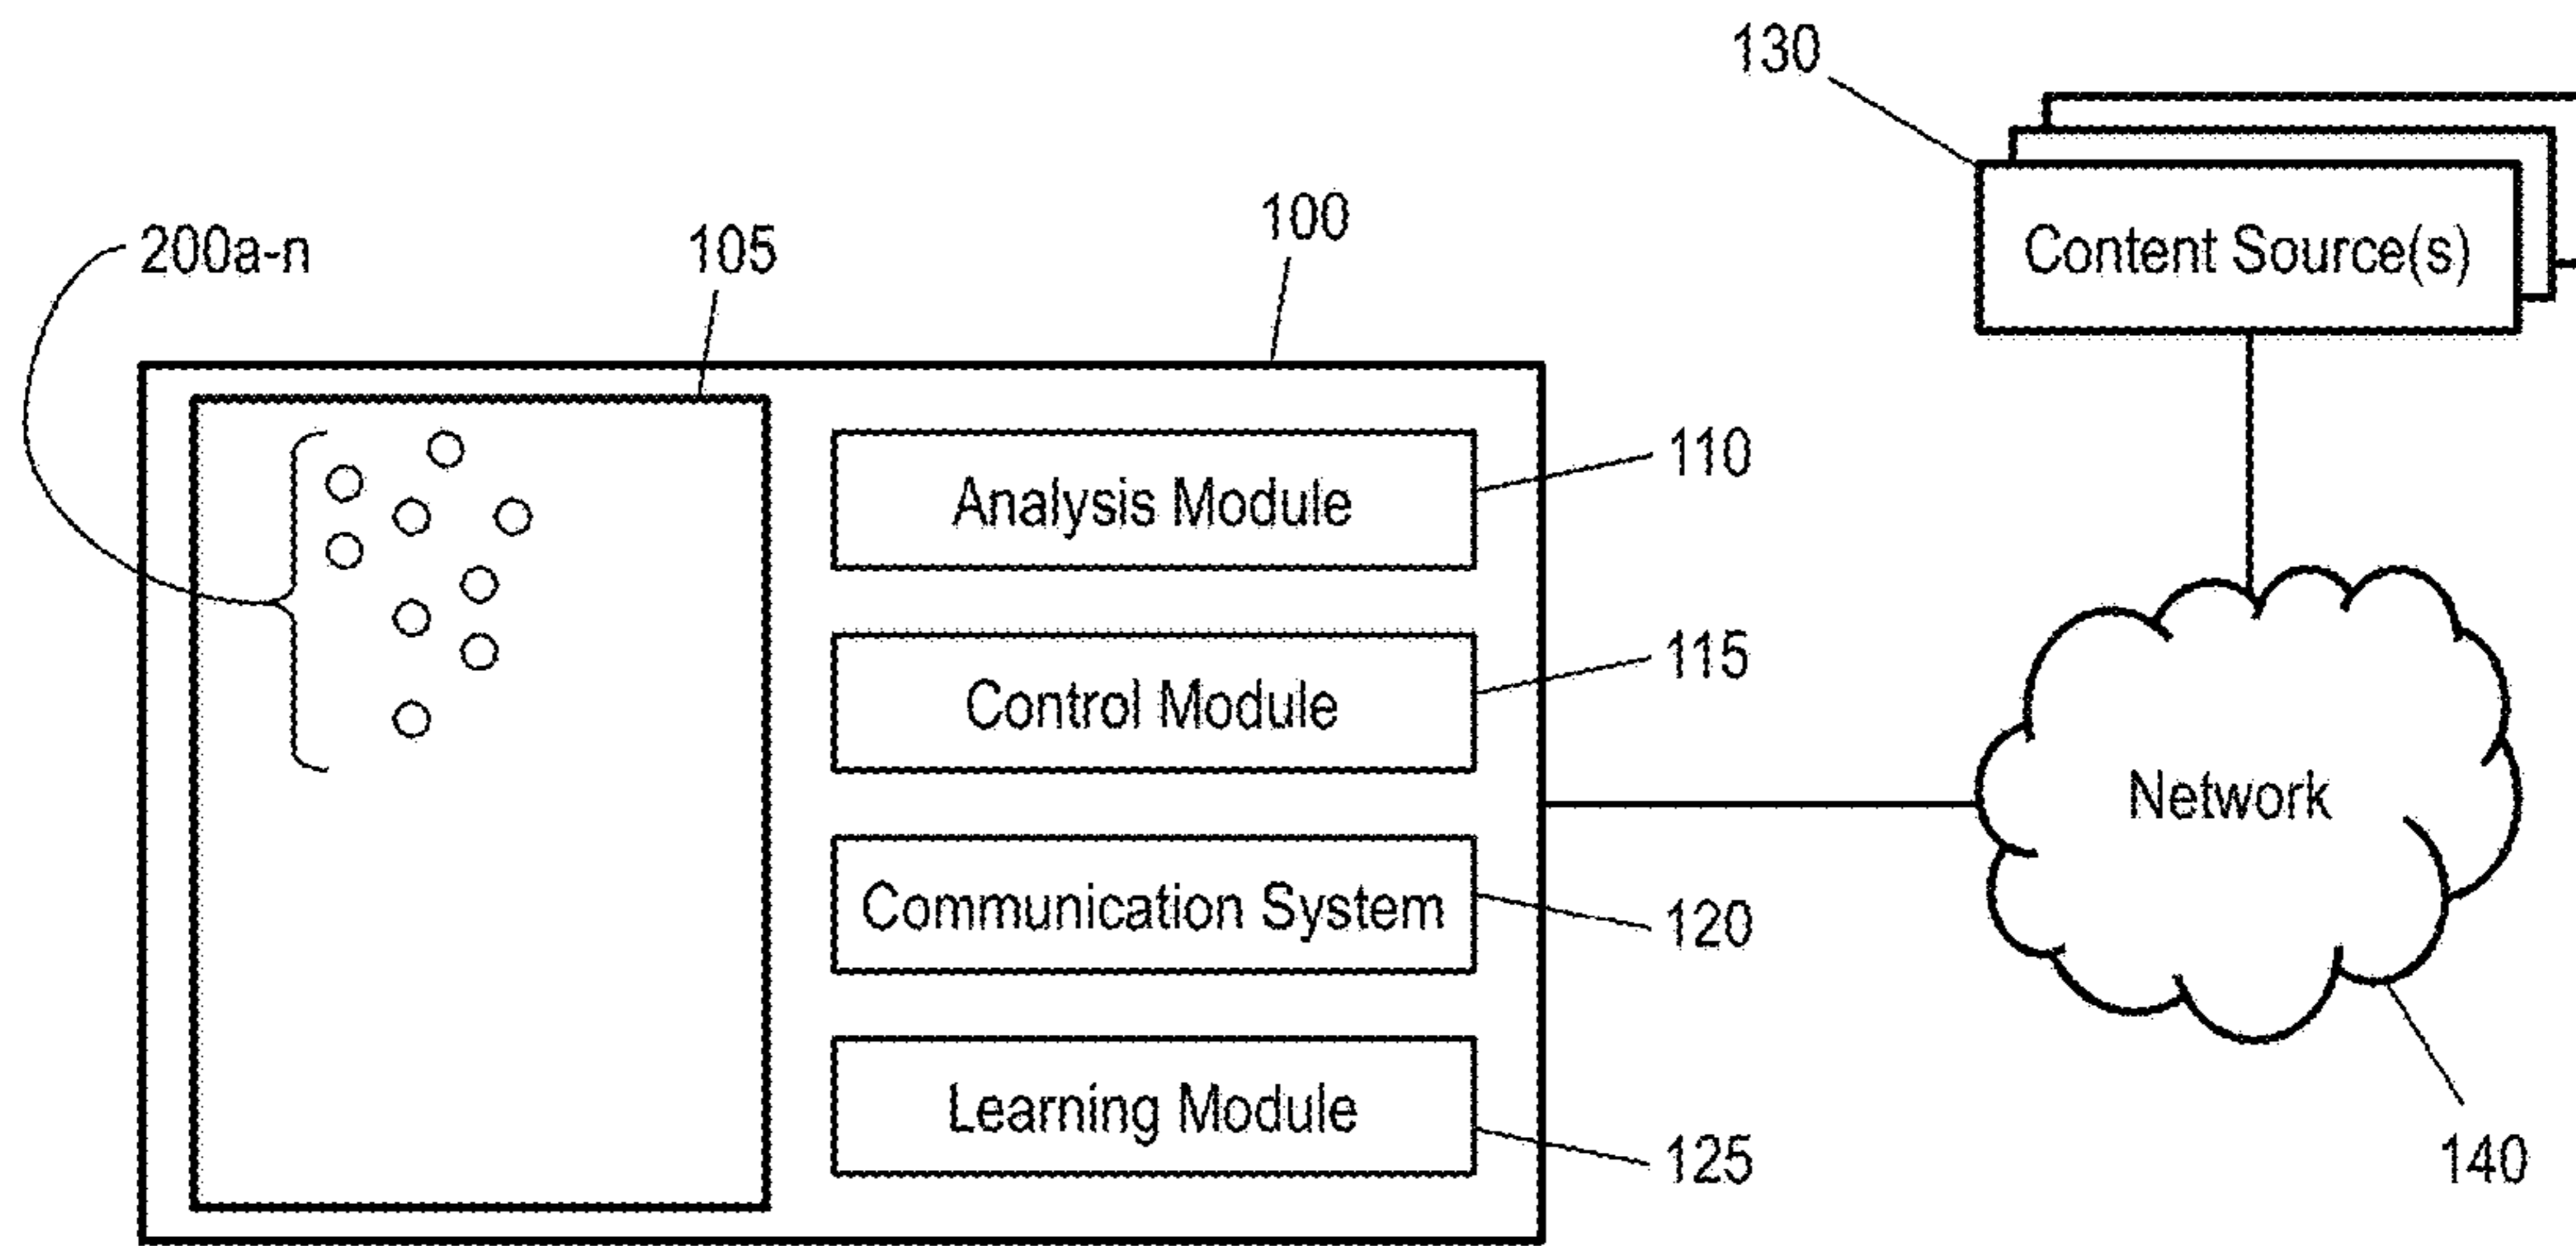 130
100
200a-n
105
Content Source(s)
110
Analysis Module
115
Control Module
Network
Communication System
120
Learning Module
125
140